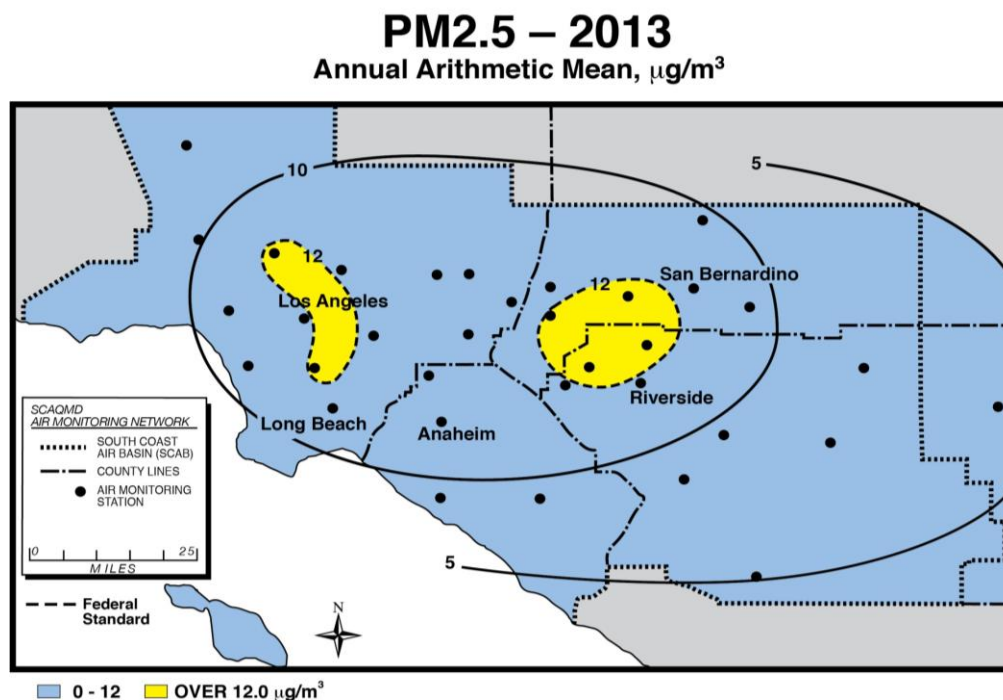 PM2.5 – 2013
Annual Arithmetic Mean, µg/m³
10
5
12
Los Angeles
12
San Bernardino
Riverside
Long Beach
Anaheim
5
SCAQMD
AIR MONITORING NETWORK
SOUTH COAST
AIR BASIN (SCAB)
COUNTY LINES
AIR MONITORING
STATION
0 25
MILES
Federal
Standard
N
0 - 12 OVER 12.0 µg/m³